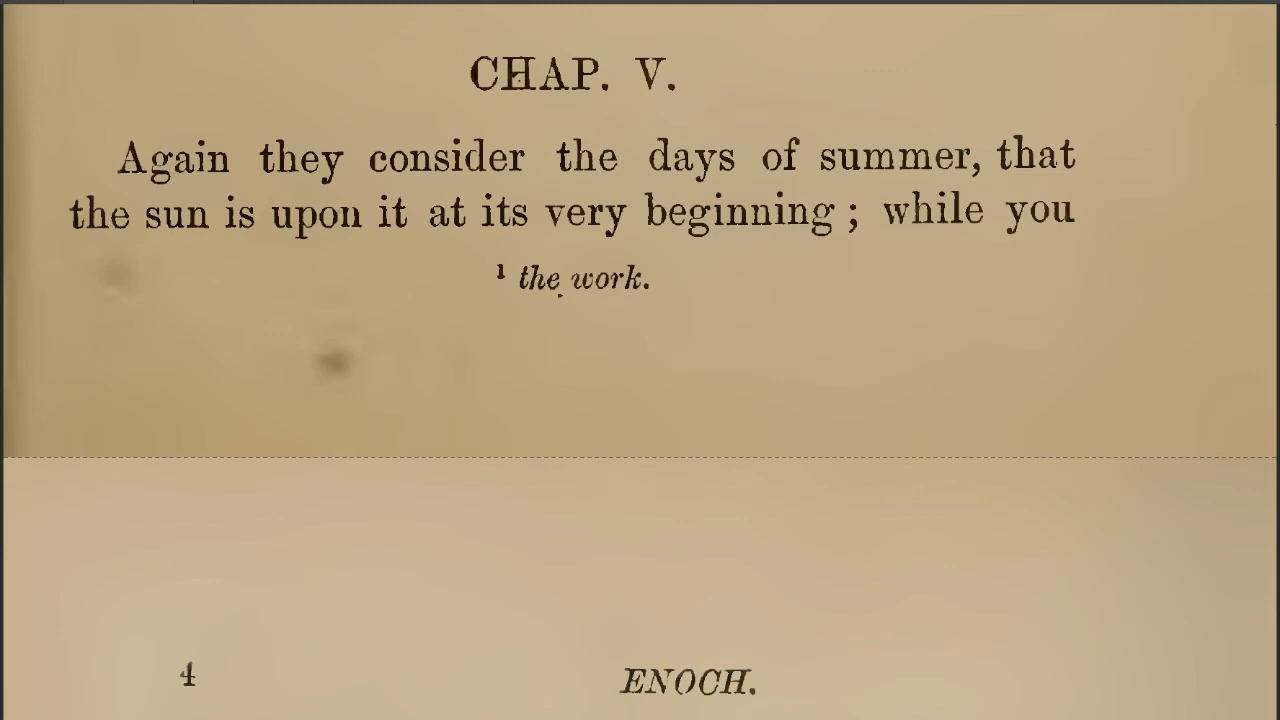 CHAP. V.
Again they consider the days of summer, that
the sun is upon it at its very beginning ; while you
¹ the work.
4 ENOCH.